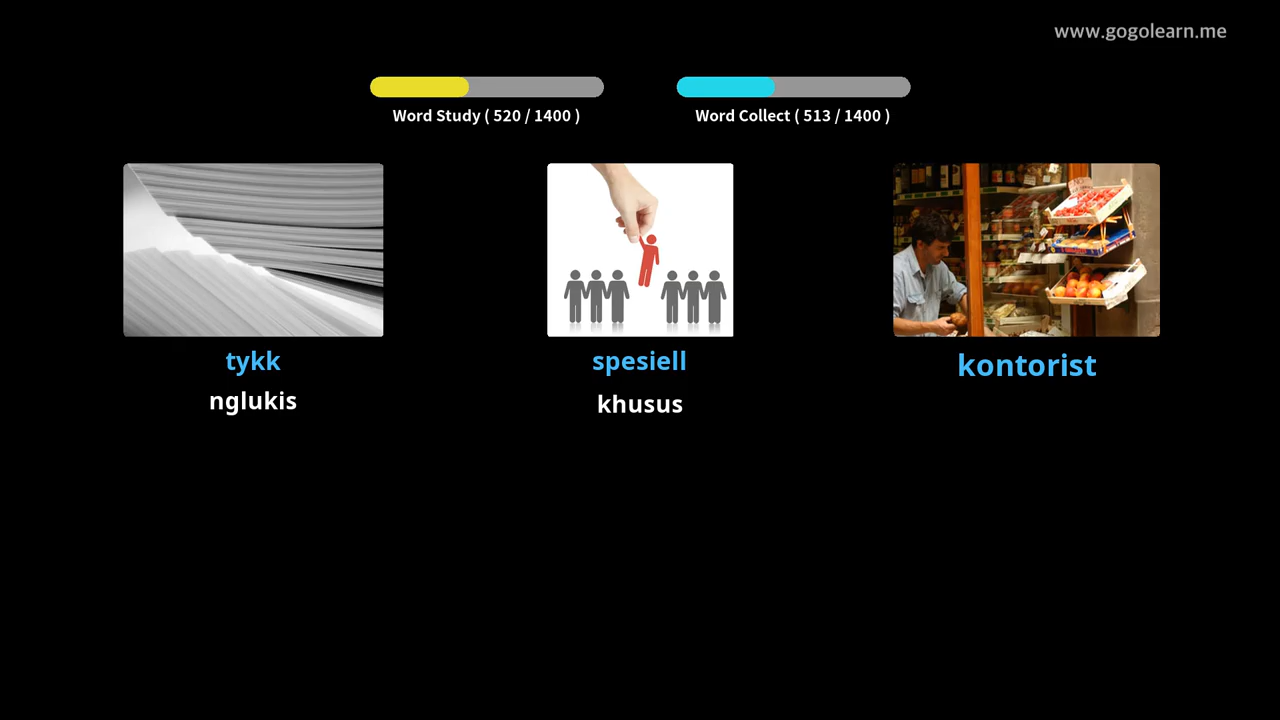 www.gogolearn.me
Word Study ( 520 / 1400 )
Word Collect ( 513 / 1400 )
tykk
nglukis
spesiell
khusus
kontorist